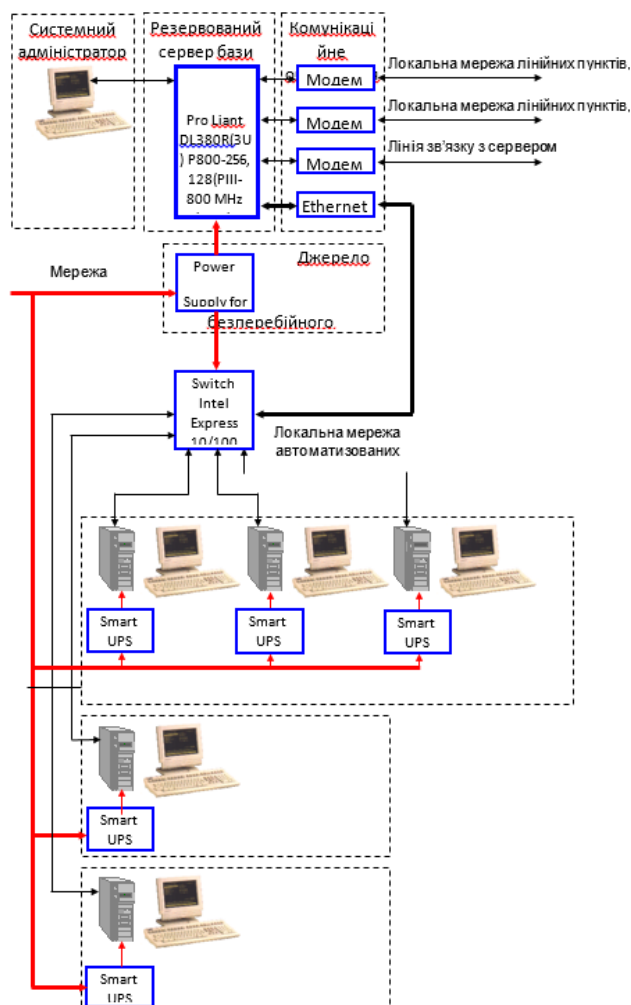 Системний
адміністратор
Резервований
сервер бази
Комунікаці
йне
Pro Liant
DL380R(3U
) P800-256,
128(PIII-
800 MHz
Модем
Модем
Модем
Ethernet
Локальна мережа лінійних пунктів,
Локальна мережа лінійних пунктів,
Лінія зв’язку з сервером
Мережа
Джерело
Power
Supply for
безперебійного
Switch
Intel
Express
10/100
Локальна мережа
автоматизованих
Smart
UPS
Smart
UPS
Smart
UPS
Smart
UPS
Smart
UPS